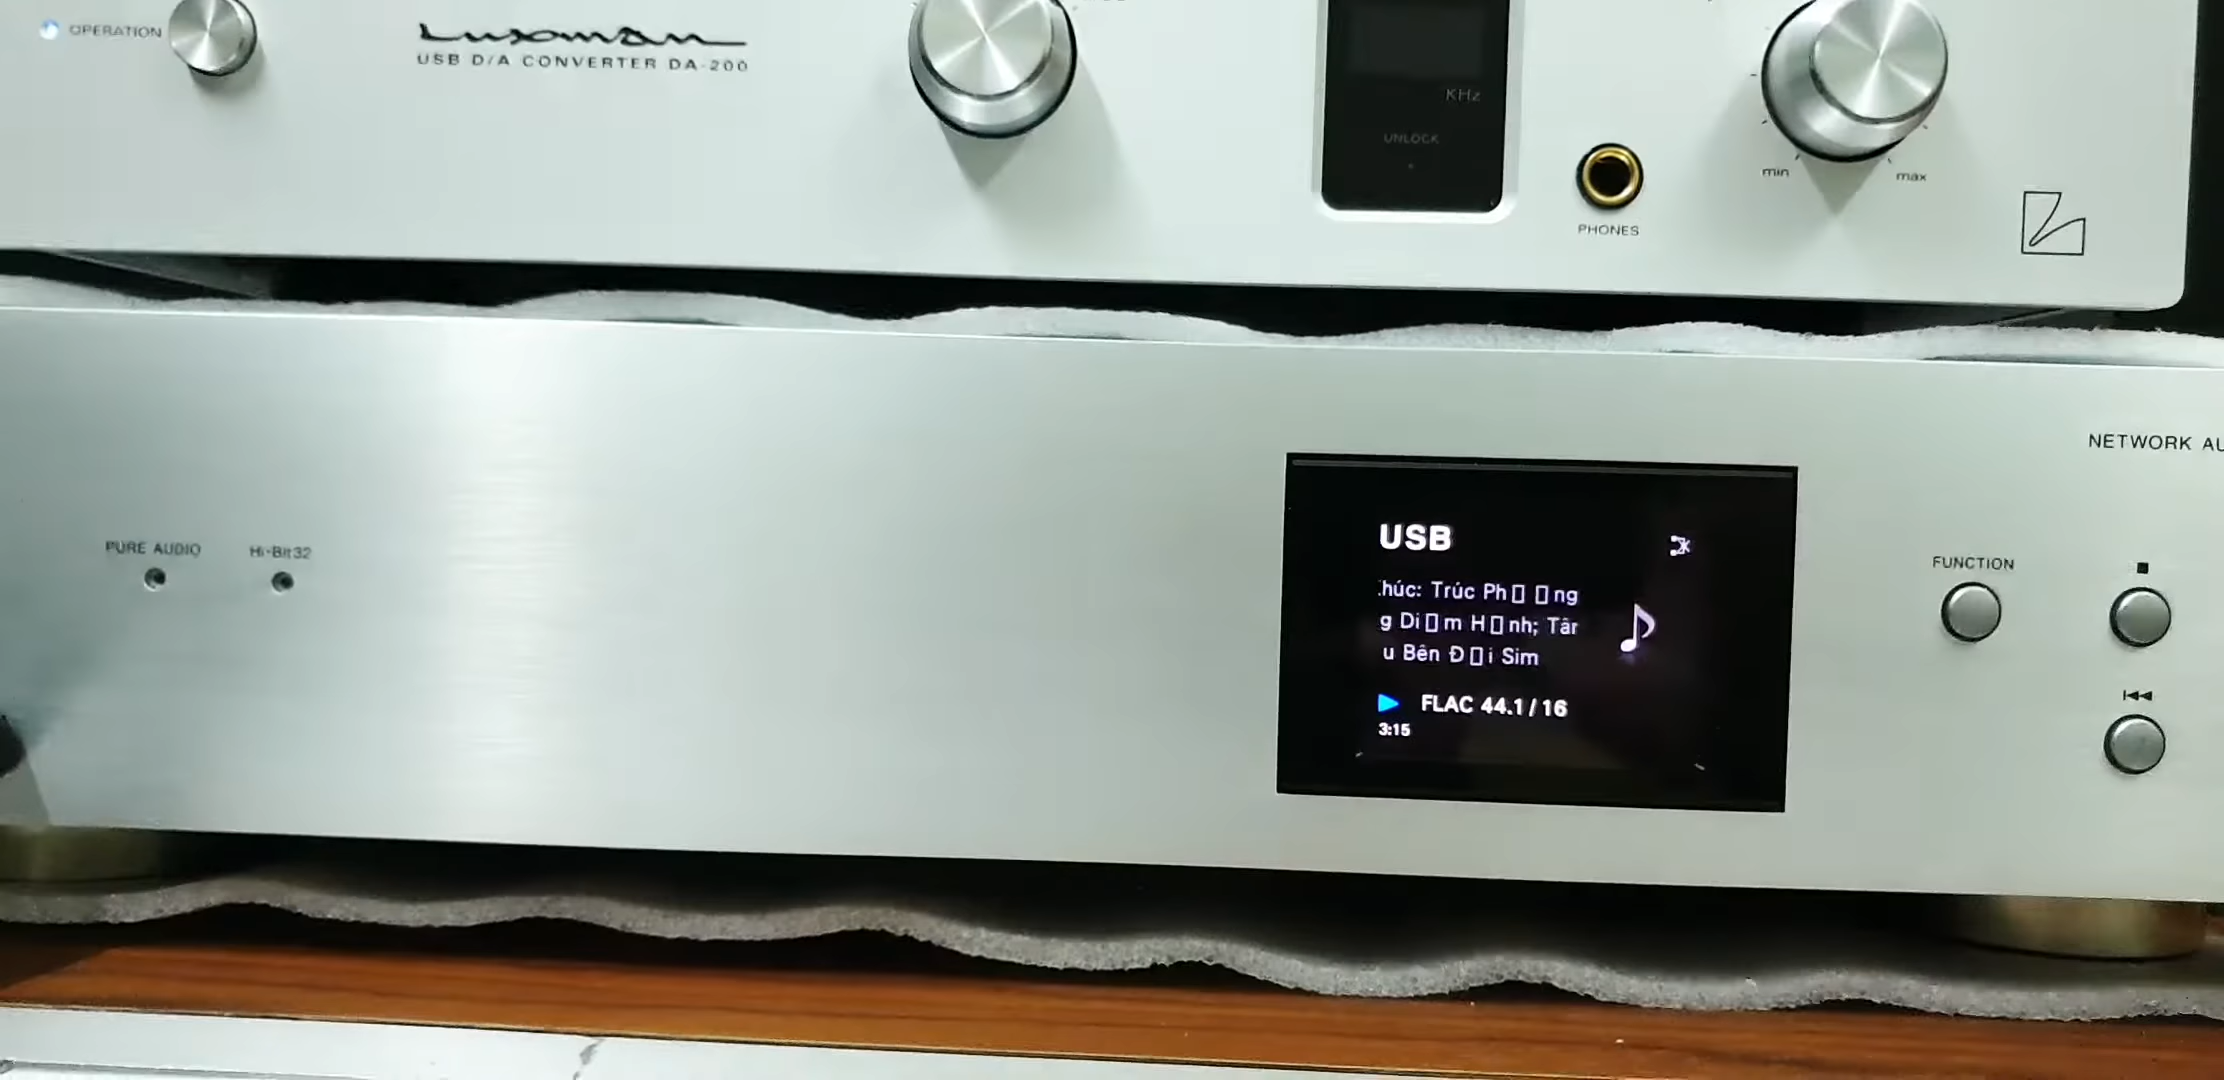 OPERATION
LUXMAN
USB D/A CONVERTER DA-200
KHz
UNLOCK
PHONES
min
max
NETWORK AU
PURE AUDIO
Hi-Bit32
FUNCTION
USB
húc: Trúc Ph▯ ▯ng
g Di▯m H▯nh; Tâ
u Bên Đ▯i Sim
FLAC 44.1/16
3:15